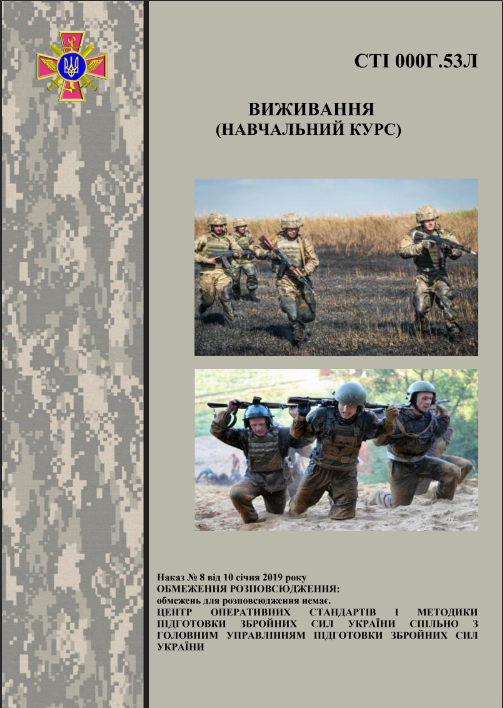 СТІ 000Г.53Л
ВИЖИВАННЯ
(НАВЧАЛЬНИЙ КУРС)
Наказ № 8 від 10 січня 2019 року
ОБМЕЖЕННЯ РОЗПОВСЮДЖЕННЯ:
обмежень для розповсюдження немає.
ЦЕНТР ОПЕРАТИВНИХ СТАНДАРТІВ І МЕТОДИКИ
ПІДГОТОВКИ ЗБРОЙНИХ СИЛ УКРАЇНИ СПІЛЬНО З
ГОЛОВНИМ УПРАВЛІННЯМ ПІДГОТОВКИ ЗБРОЙНИХ СИЛ
УКРАЇНИ